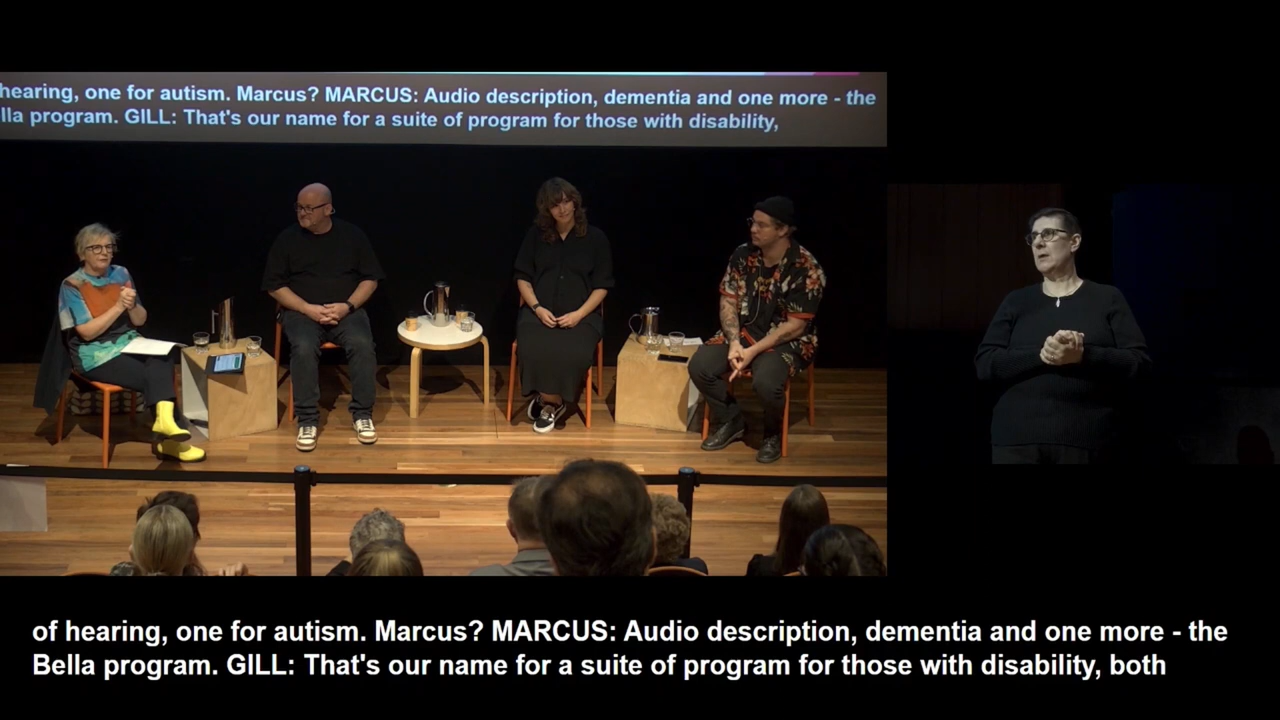 hearing, one for autism. Marcus? MARCUS: Audio description, dementia and one more - the
lla program. GILL: That's our name for a suite of program for those with disability,
of hearing, one for autism. Marcus? MARCUS: Audio description, dementia and one more - the
Bella program. GILL: That's our name for a suite of program for those with disability, both